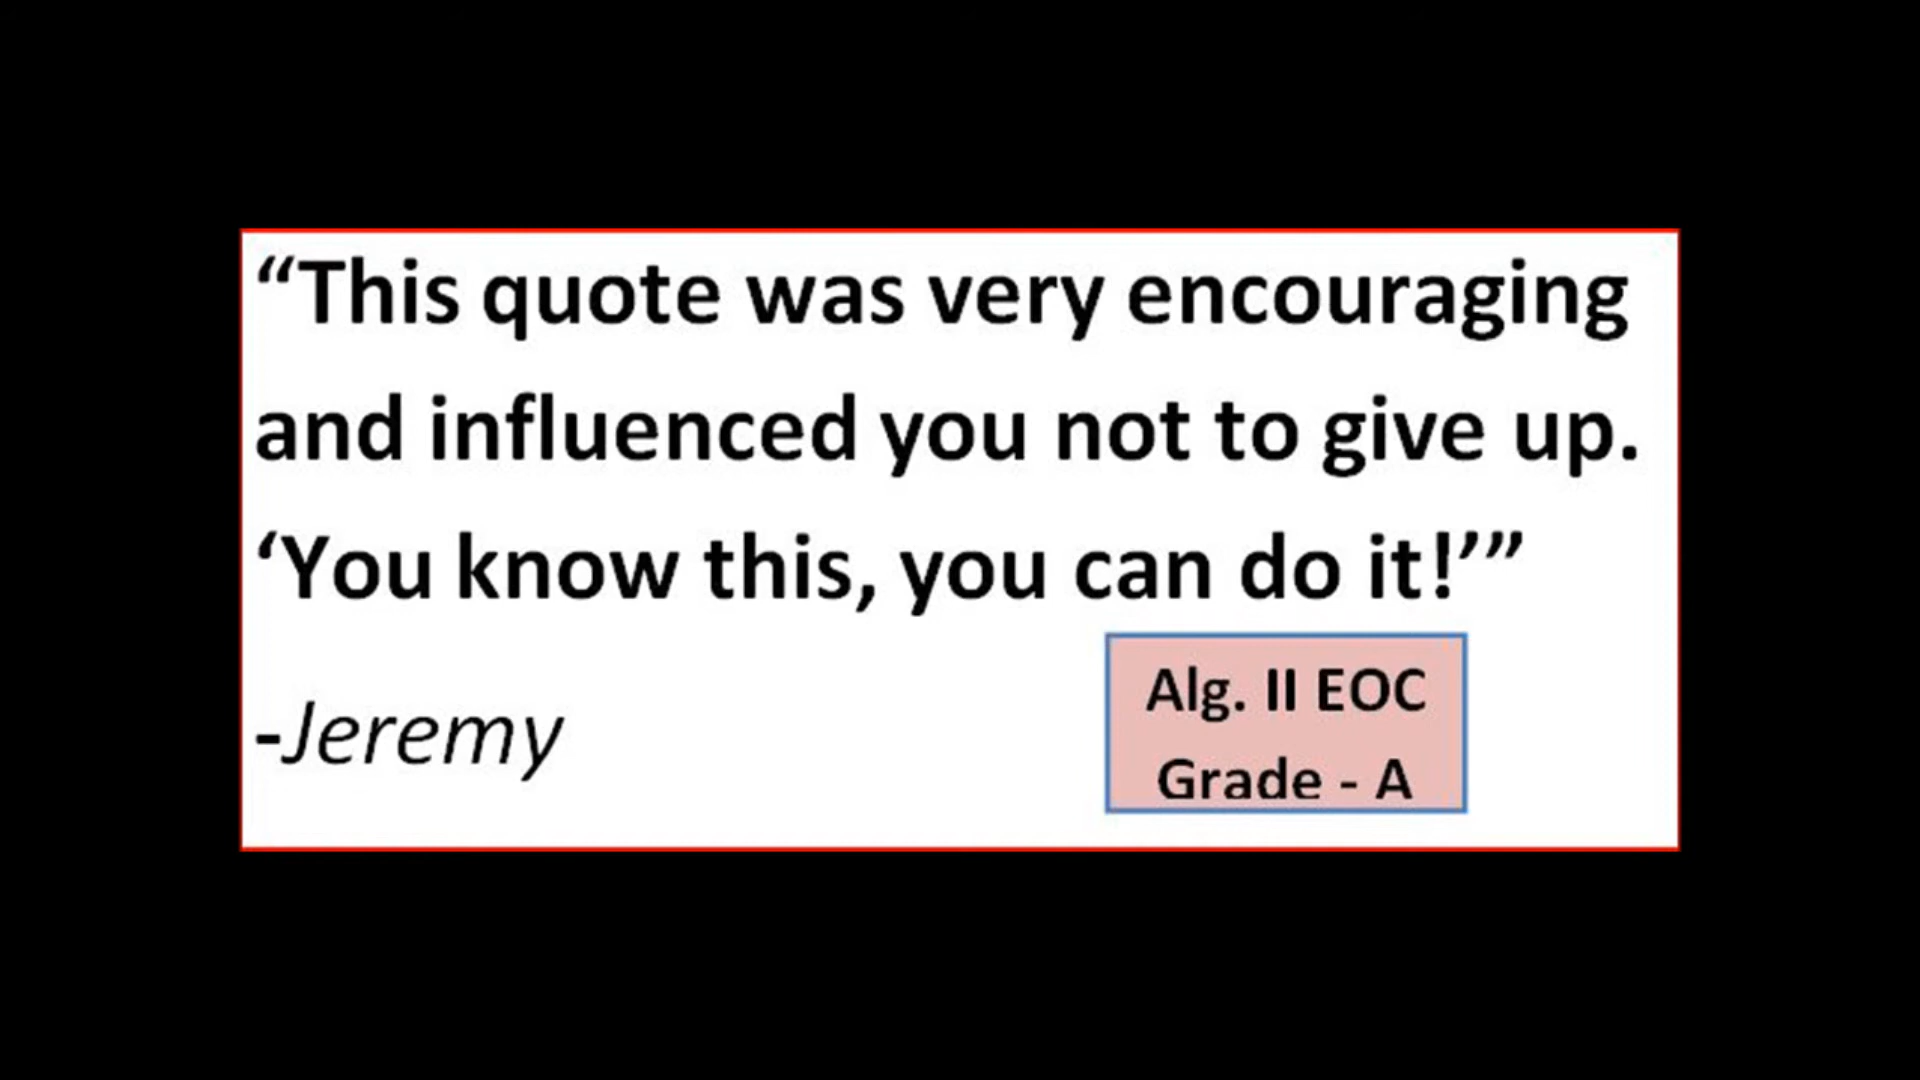 “This quote was very encouraging
and influenced you not to give up.
‘You know this, you can do it!’”
-Jeremy
Alg. II EOC
Grade - A